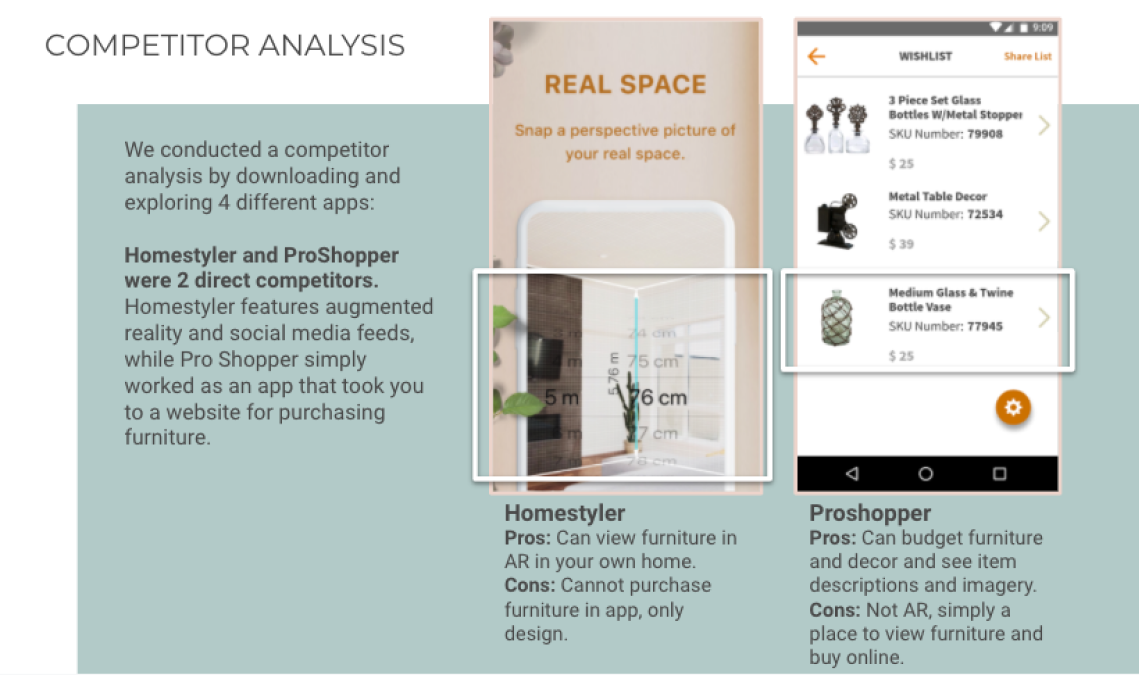 COMPETITOR ANALYSIS
We conducted a competitor
analysis by downloading and
exploring 4 different apps:
Homestyler and ProShopper
were 2 direct competitors.
Homestyler features augmented
reality and social media feeds,
while Pro Shopper simply
worked as an app that took you
to a website for purchasing
furniture.
REAL SPACE
Snap a perspective picture of
your real space.
74 cm
m 75 cm
5.76 m
5 m 76 cm
m 77 cm
7 m 78 cm
Homestyler
Pros: Can view furniture in
AR in your own home.
Cons: Cannot purchase
furniture in app, only
design.
9:09
WISHLIST Share List
3 Piece Set Glass
Bottles W/Metal Stopper
SKU Number: 79908
$ 25
Metal Table Decor
SKU Number: 72534
$ 39
Medium Glass & Twine
Bottle Vase
SKU Number: 77945
$ 25
Proshopper
Pros: Can budget furniture
and decor and see item
descriptions and imagery.
Cons: Not AR, simply a
place to view furniture and
buy online.